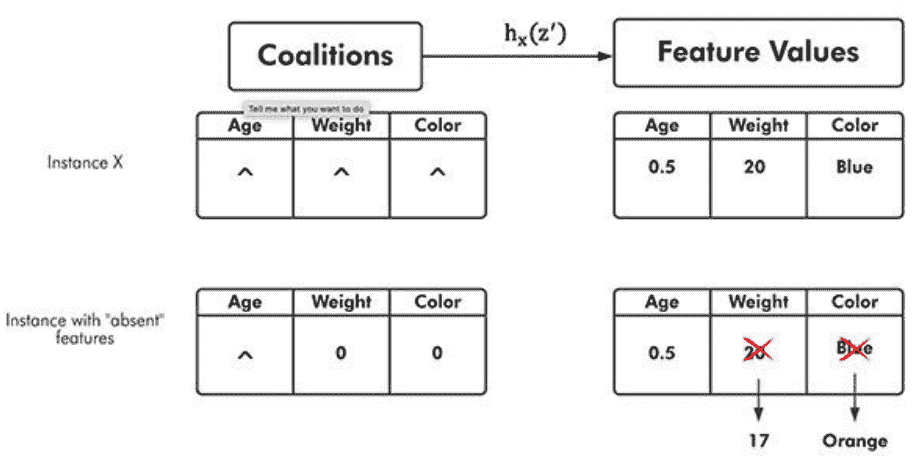 Coalitions
hₓ(z′)
Feature Values
Tell me what you want to do
Age Weight Color
Age Weight Color
Instance X
^ ^ ^
0.5 20 Blue
Age Weight Color
Age Weight Color
Instance with "absent"
features
^ 0 0
0.5 20 Blue
17 Orange